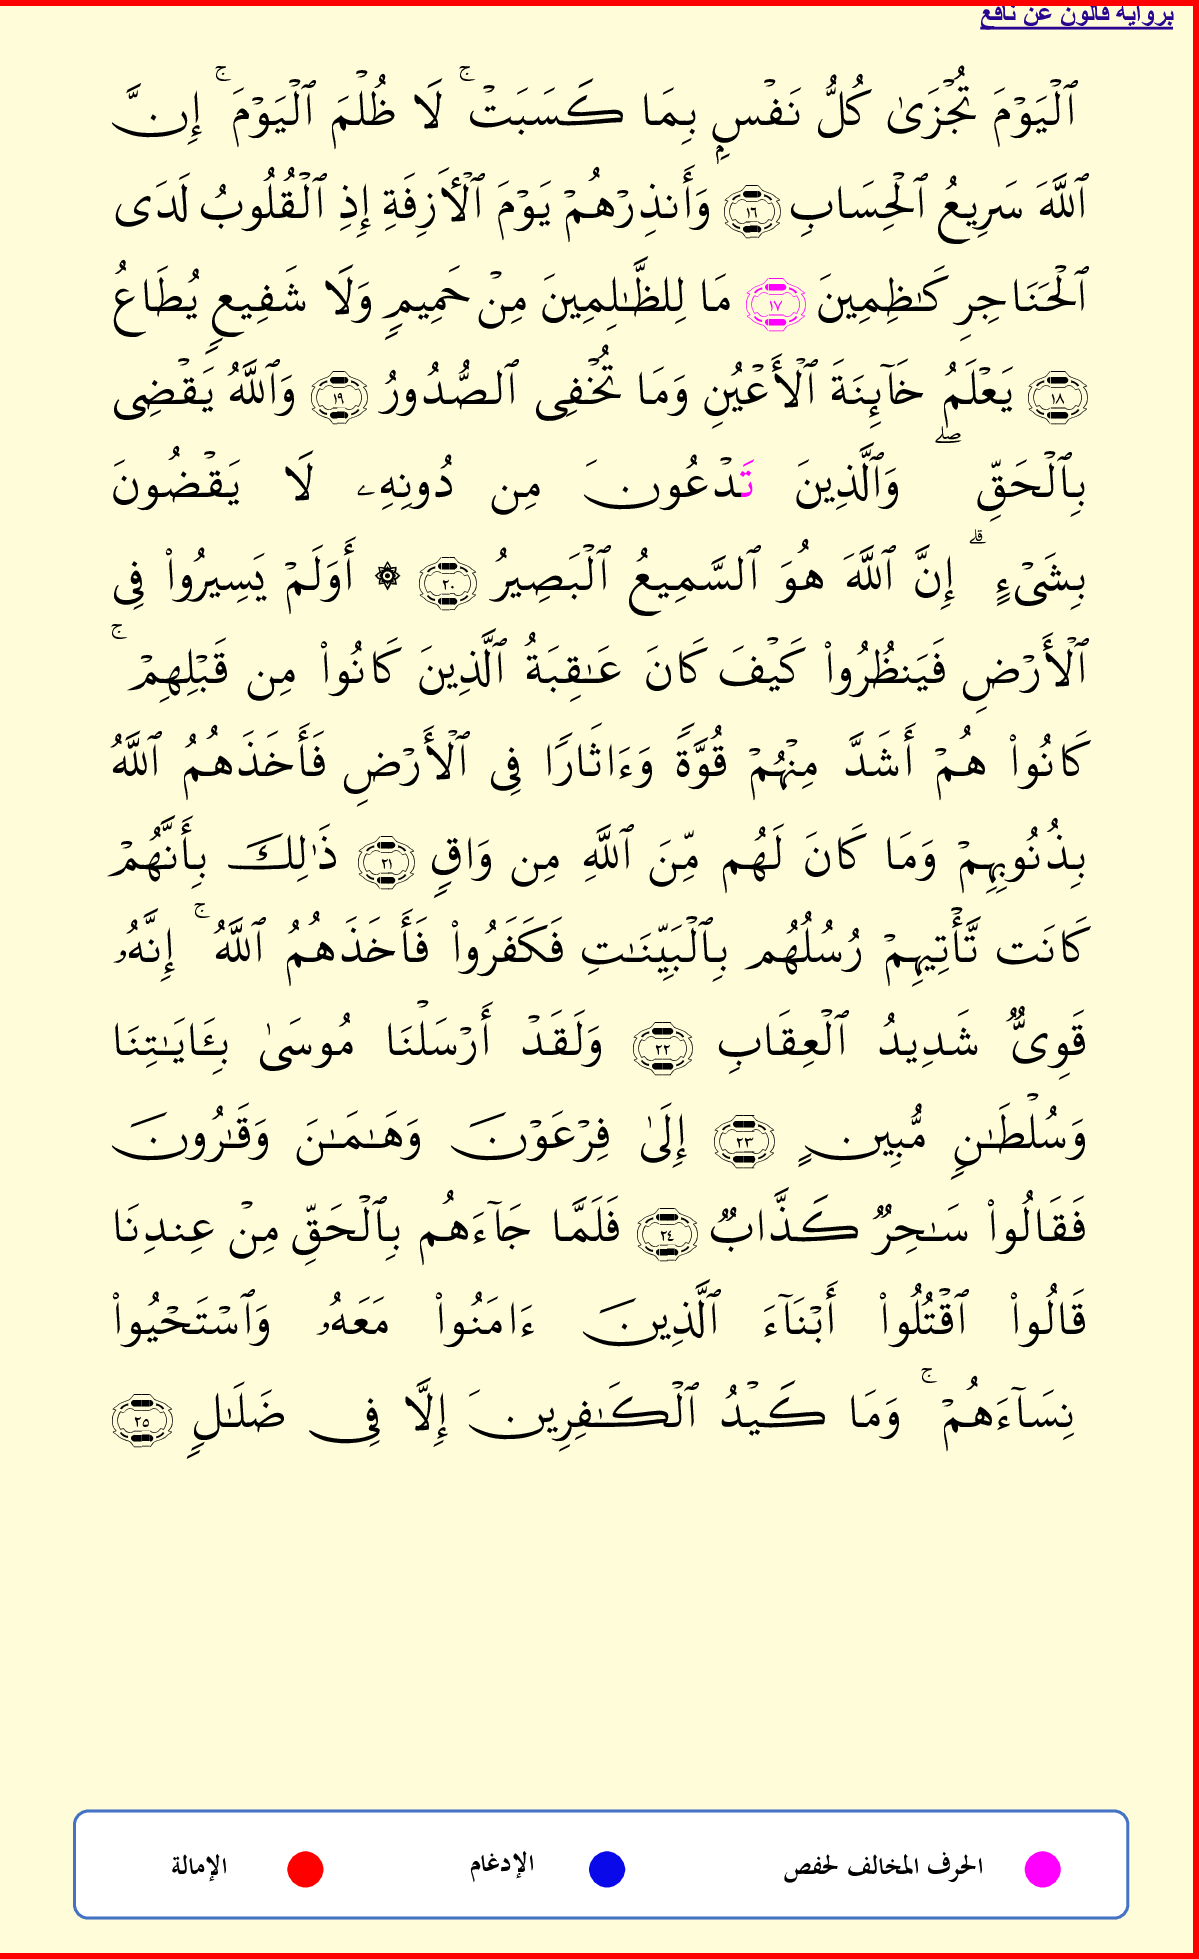 برواية قالون عن نافع
ٱلۡيَوۡمَ تُجۡزَىٰ كُلُّ نَفۡسِۭ بِمَا كَسَبَتۡۚ لَا ظُلۡمَ ٱلۡيَوۡمَۚ إِنَّ
ٱللَّهَ سَرِيعُ ٱلۡحِسَابِ ١٦ وَأَنذِرۡهُمۡ يَوۡمَ ٱلۡأٓزِفَةِ إِذِ ٱلۡقُلُوبُ لَدَى
ٱلۡحَنَاجِرِ كَٰظِمِينَ ١٧ مَا لِلظَّٰلِمِينَ مِنۡ حَمِيمٖ وَلَا شَفِيعٖ يُطَاعُ
١٨ يَعۡلَمُ خَآئِنَةَ ٱلۡأَعۡيُنِ وَمَا تُخۡفِى ٱلصُّدُورُ ١٩ وَٱللَّهُ يَقۡضِى
بِٱلۡحَقِّۖ وَٱلَّذِينَ تَدۡعُونَ مِن دُونِهِۦ لَا يَقۡضُونَ
بِشَىۡءٍۗ إِنَّ ٱللَّهَ هُوَ ٱلسَّمِيعُ ٱلۡبَصِيرُ ٢٠ ۞ أَوَلَمۡ يَسِيرُواْ فِى
ٱلۡأَرۡضِ فَيَنظُرُواْ كَيۡفَ كَانَ عَٰقِبَةُ ٱلَّذِينَ كَانُواْ مِن قَبۡلِهِمۡۚ
كَانُواْ هُمۡ أَشَدَّ مِنۡهُمۡ قُوَّةٗ وَءَاثَارٗا فِى ٱلۡأَرۡضِ فَأَخَذَهُمُ ٱللَّهُ
بِذُنُوبِهِمۡ وَمَا كَانَ لَهُم مِّنَ ٱللَّهِ مِن وَاقٖ ٢١ ذَٰلِكَ بِأَنَّهُمۡ
كَانَت تَّأۡتِيهِمۡ رُسُلُهُم بِٱلۡبَيِّنَٰتِ فَكَفَرُواْ فَأَخَذَهُمُ ٱللَّهُۚ إِنَّهُۥ
قَوِىّٞ شَدِيدُ ٱلۡعِقَابِ ٢٢ وَلَقَدۡ أَرۡسَلۡنَا مُوسَىٰ بِـَٔايَٰتِنَا
وَسُلۡطَٰنٖ مُّبِينٍ ٢٣ إِلَىٰ فِرۡعَوۡنَ وَهَٰمَٰنَ وَقَٰرُونَ
فَقَالُواْ سَٰحِرٞ كَذَّابٞ ٢٤ فَلَمَّا جَآءَهُم بِٱلۡحَقِّ مِنۡ عِندِنَا
قَالُواْ ٱقۡتُلُواْ أَبۡنَآءَ ٱلَّذِينَ ءَامَنُواْ مَعَهُۥ وَٱسۡتَحۡيُواْ
نِسَآءَهُمۡۚ وَمَا كَيۡدُ ٱلۡكَٰفِرِينَ إِلَّا فِى ضَلَٰلٖ ٢٥
الحرف المخالف لحفص الإدغام الإمالة